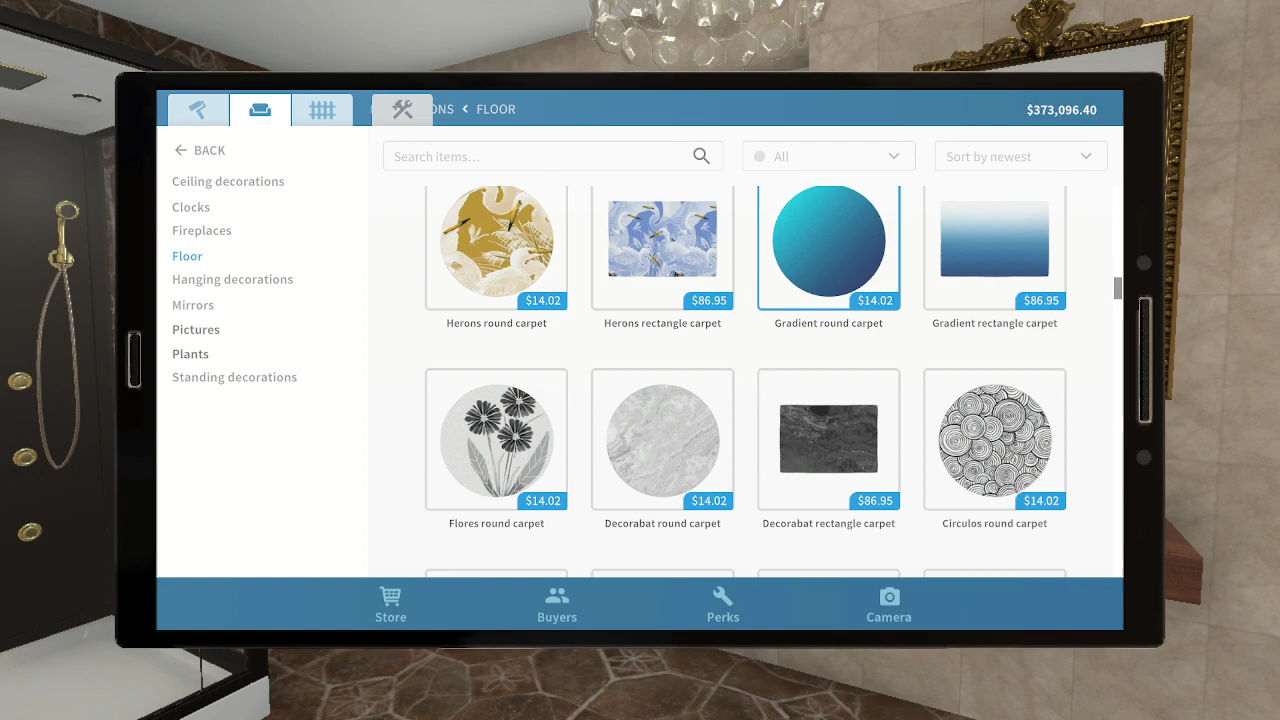 ONS < FLOOR
$373,096.40
BACK
Search items...
All
Sort by newest
Ceiling decorations
Clocks
Fireplaces
Floor
Hanging decorations
Mirrors
Pictures
Plants
Standing decorations
$14.02
$86.95
$14.02
$86.95
Herons round carpet
Herons rectangle carpet
Gradient round carpet
Gradient rectangle carpet
$14.02
$14.02
$86.95
$14.02
Flores round carpet
Decorabat round carpet
Decorabat rectangle carpet
Circulos round carpet
Store
Buyers
Perks
Camera